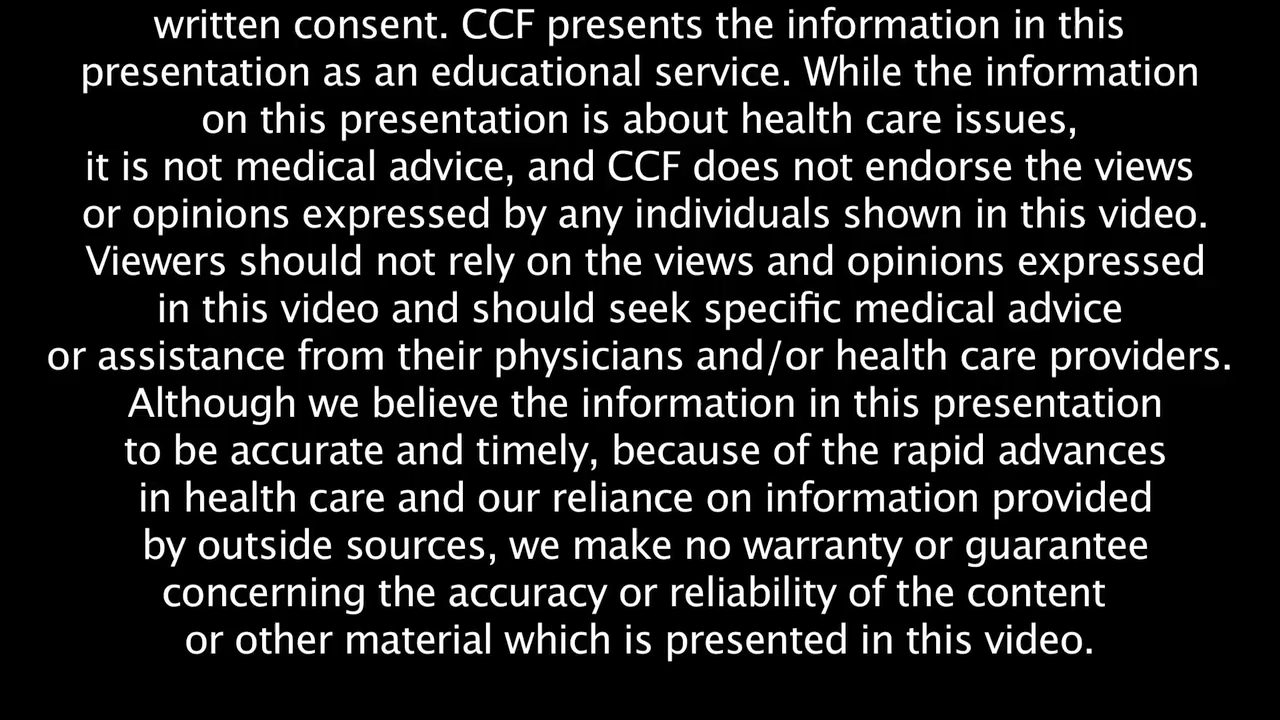 written consent. CCF presents the information in this
presentation as an educational service. While the information
on this presentation is about health care issues,
it is not medical advice, and CCF does not endorse the views
or opinions expressed by any individuals shown in this video.
Viewers should not rely on the views and opinions expressed
in this video and should seek specific medical advice
or assistance from their physicians and/or health care providers.
Although we believe the information in this presentation
to be accurate and timely, because of the rapid advances
in health care and our reliance on information provided
by outside sources, we make no warranty or guarantee
concerning the accuracy or reliability of the content
or other material which is presented in this video.